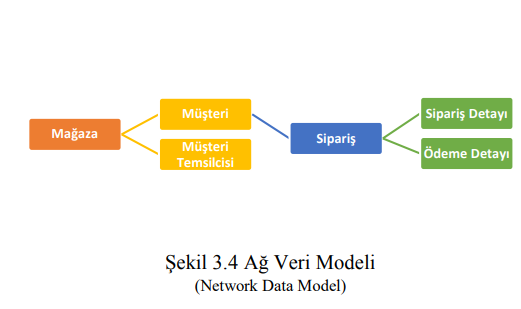 Mağaza
Müşteri
Müşteri
Temsilcisi
Sipariş
Sipariş Detayı
Ödeme Detayı
Şekil 3.4 Ağ Veri Modeli
(Network Data Model)